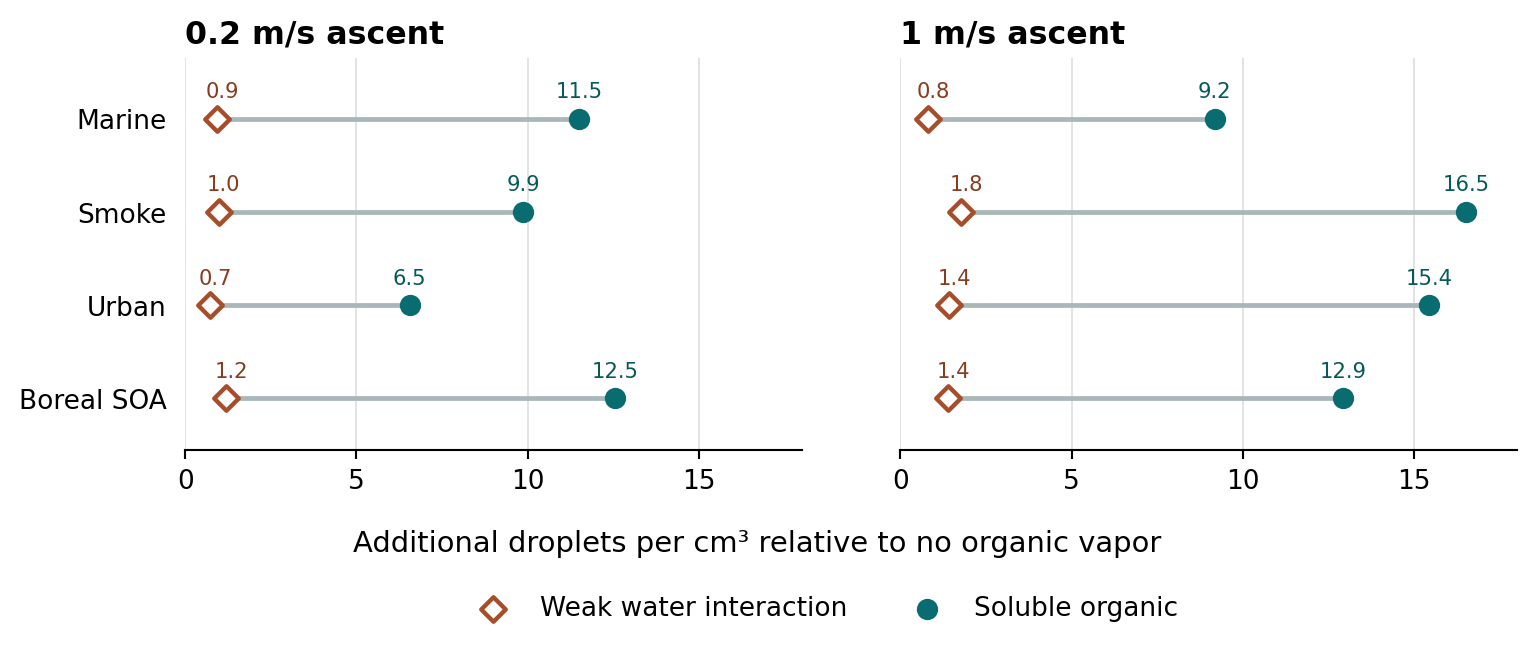 0.2 m/s ascent
1 m/s ascent
0.9
11.5
0.8
9.2
Marine
1.0
9.9
1.8
16.5
Smoke
0.7
6.5
1.4
15.4
Urban
1.2
12.5
1.4
12.9
Boreal SOA
0 5 10 15
0 5 10 15
Additional droplets per cm³ relative to no organic vapor
Weak water interaction
Soluble organic